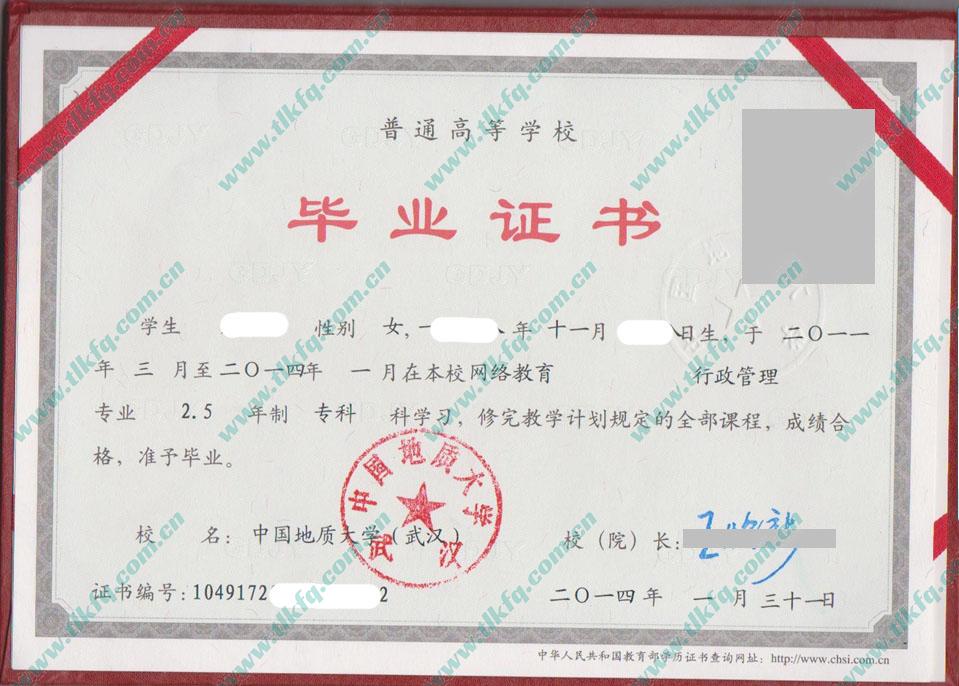 普通高等学校
毕业证书
学生 性别 女, 一 年 十一月 日生, 于 二〇一一
年 三 月至二〇一四年 一月在本校网络教育 行政管理
专业 2.5 年制 专科 科学习, 修完教学计划规定的全部课程, 成绩合
格, 准予毕业。
中国地质大学
武汉
校 名: 中国地质大学(武汉) 校(院)长:
证书编号: 1049172 2 二〇一四年 一月三十一日
中华人民共和国教育部学历证书查询网址: http://www.chsi.com.cn
www.tlkfq.com.cn